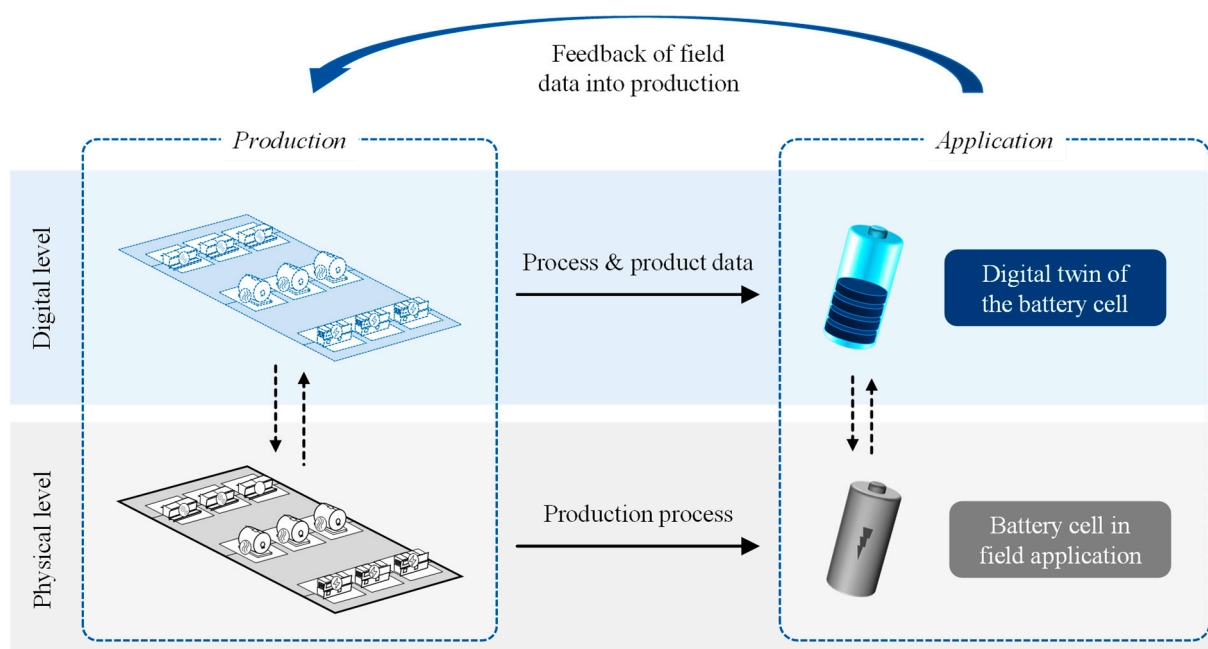 Feedback of field
data into production
Production
Application
Digital level
Process & product data
Digital twin of
the battery cell
Physical level
Production process
Battery cell in
field application